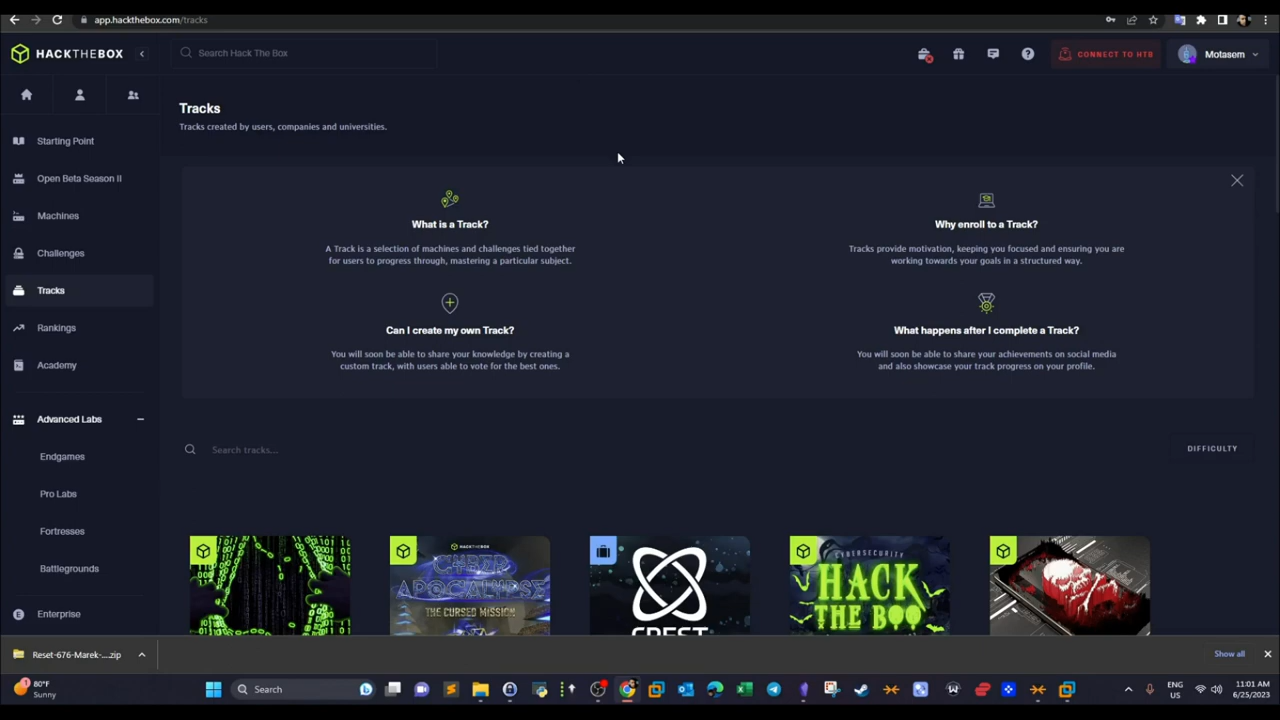 app.hackthebox.com/tracks
HACKTHEBOX
Search Hack The Box
CONNECT TO HTB
Motasem
Tracks
Tracks created by users, companies and universities.
Starting Point
Open Beta Season II
Machines
Challenges
Tracks
Rankings
Academy
Advanced Labs
Endgames
Pro Labs
Fortresses
Battlegrounds
Enterprise
What is a Track?
A Track is a selection of machines and challenges tied together
for users to progress through, mastering a particular subject.
Why enroll to a Track?
Tracks provide motivation, keeping you focused and ensuring you are
working towards your goals in a structured way.
Can I create my own Track?
You will soon be able to share your knowledge by creating a
custom track, with users able to vote for the best ones.
What happens after I complete a Track?
You will soon be able to share your achievements on social media
and also showcase your track progress on your profile.
Search tracks...
DIFFICULTY
HACKTHEBOX
CYBER
APOCALYPSE
THE CURSED MISSION
CREST
CYBERSECURITY
HACK
THE BOO
Reset-676-Marek-....zip
Show all
80°F
Sunny
Search
ENG
US
11:01 AM
6/25/2023